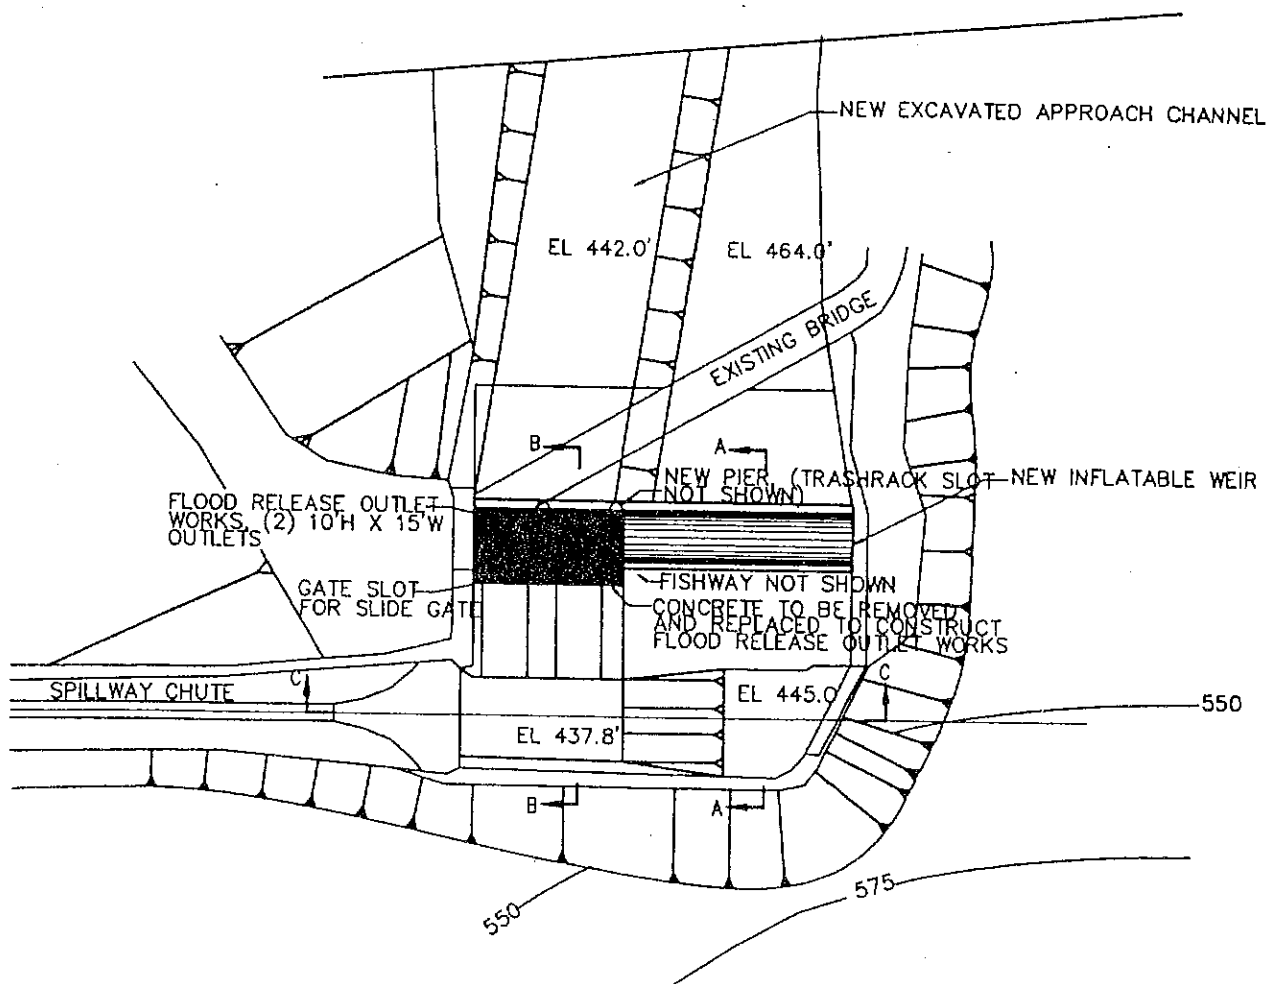 NEW EXCAVATED APPROACH CHANNEL
EL 442.0'
EL 464.0'
EXISTING BRIDGE
B
A
NEW PIER (TRASHRACK SLOT
NOT SHOWN)
NEW INFLATABLE WEIR
FLOOD RELEASE OUTLET
WORKS, (2) 10'H X 15'W
OUTLETS
FISHWAY NOT SHOWN
GATE SLOT
FOR SLIDE GATE
CONCRETE TO BE REMOVED
AND REPLACED TO CONSTRUCT
FLOOD RELEASE OUTLET WORKS
SPILLWAY CHUTE
C
EL 445.0
C
550
EL 437.8'
B
A
575
550